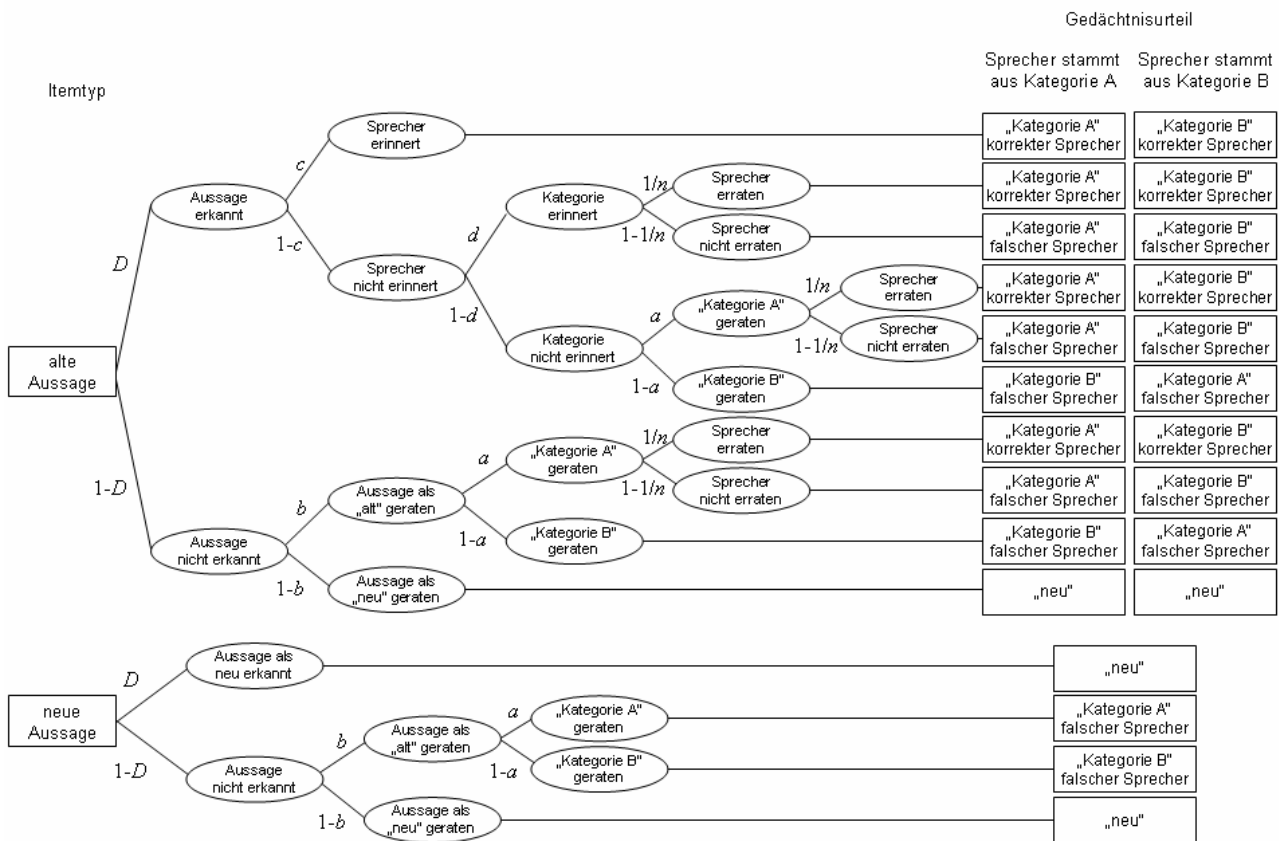 Gedächtnisurteil
Sprecher stammt Sprecher stammt
aus Kategorie A aus Kategorie B
Itemtyp
Sprecher
erinnert
„Kategorie A"
korrekter Sprecher
„Kategorie B"
korrekter Sprecher
c
Aussage
erkannt
1-c
Kategorie
erinnert
1/n
Sprecher
erraten
„Kategorie A"
korrekter Sprecher
„Kategorie B"
korrekter Sprecher
1-1/n
Sprecher
nicht erraten
„Kategorie A"
falscher Sprecher
„Kategorie B"
falscher Sprecher
D
d
Sprecher
nicht erinnert
1-d
Kategorie
nicht erinnert
a
„Kategorie A"
geraten
1/n
Sprecher
erraten
„Kategorie A"
korrekter Sprecher
„Kategorie B"
korrekter Sprecher
1-1/n
Sprecher
nicht erraten
„Kategorie A"
falscher Sprecher
„Kategorie B"
falscher Sprecher
alte
Aussage
1-a
„Kategorie B"
geraten
„Kategorie B"
falscher Sprecher
„Kategorie A"
falscher Sprecher
1-D
Aussage
nicht erkannt
b
Aussage als
„alt" geraten
a
„Kategorie A"
geraten
1/n
Sprecher
erraten
„Kategorie A"
korrekter Sprecher
„Kategorie B"
korrekter Sprecher
1-1/n
Sprecher
nicht erraten
„Kategorie A"
falscher Sprecher
„Kategorie B"
falscher Sprecher
1-a
„Kategorie B"
geraten
„Kategorie B"
falscher Sprecher
„Kategorie A"
falscher Sprecher
1-b
Aussage als
„neu" geraten
„neu"
„neu"
neue
Aussage
D
Aussage als
neu erkannt
„neu"
1-D
Aussage
nicht erkannt
b
Aussage als
„alt" geraten
a
„Kategorie A"
geraten
„Kategorie A"
falscher Sprecher
1-a
„Kategorie B"
geraten
„Kategorie B"
falscher Sprecher
1-b
Aussage als
„neu" geraten
„neu"